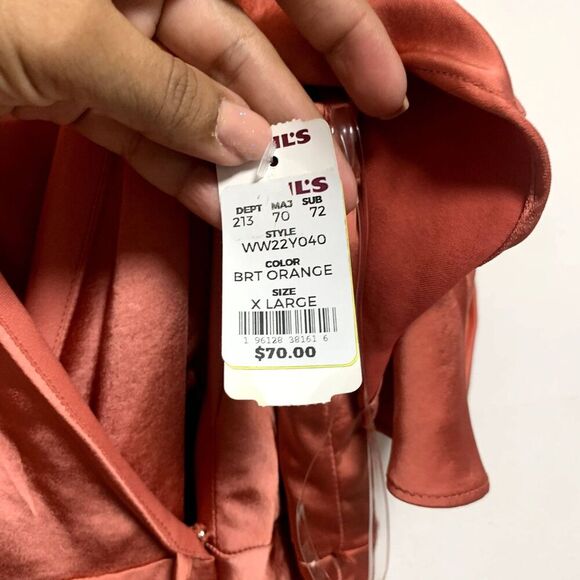 DEPT MAJ SUB
213 70 72
STYLE
WW22Y040
COLOR
BRT ORANGE
SIZE
X LARGE
1 96128 38161 6
$70.00